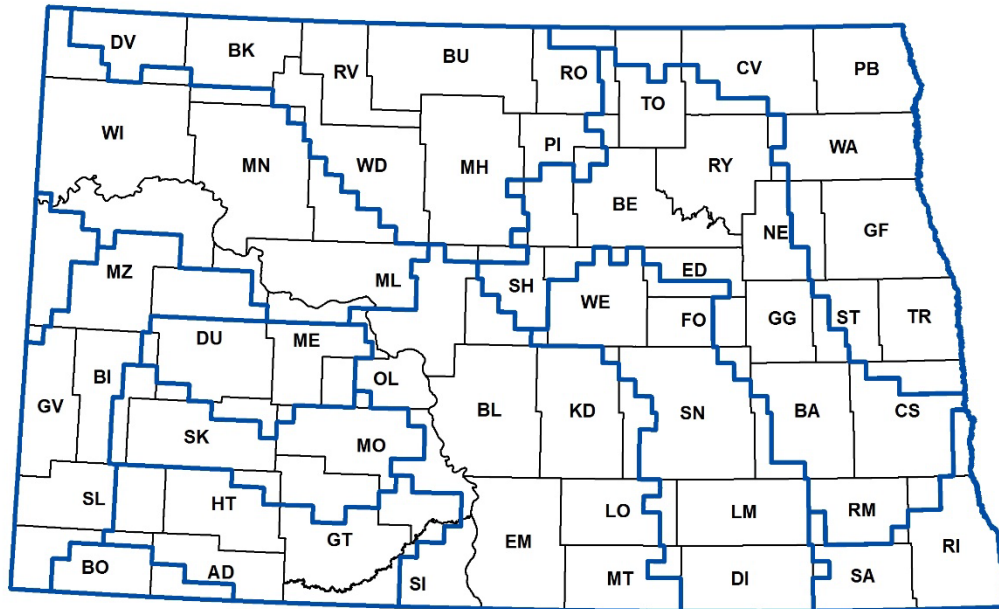 DV BK RV BU RO TO CV PB
WI MN WD MH PI RY WA
BE NE GF
MZ ML SH WE ED
DU ME FO GG ST TR
GV BI OL BL KD SN BA CS
SK MO
SL HT GT EM LO LM RM RI
BO AD SI MT DI SA